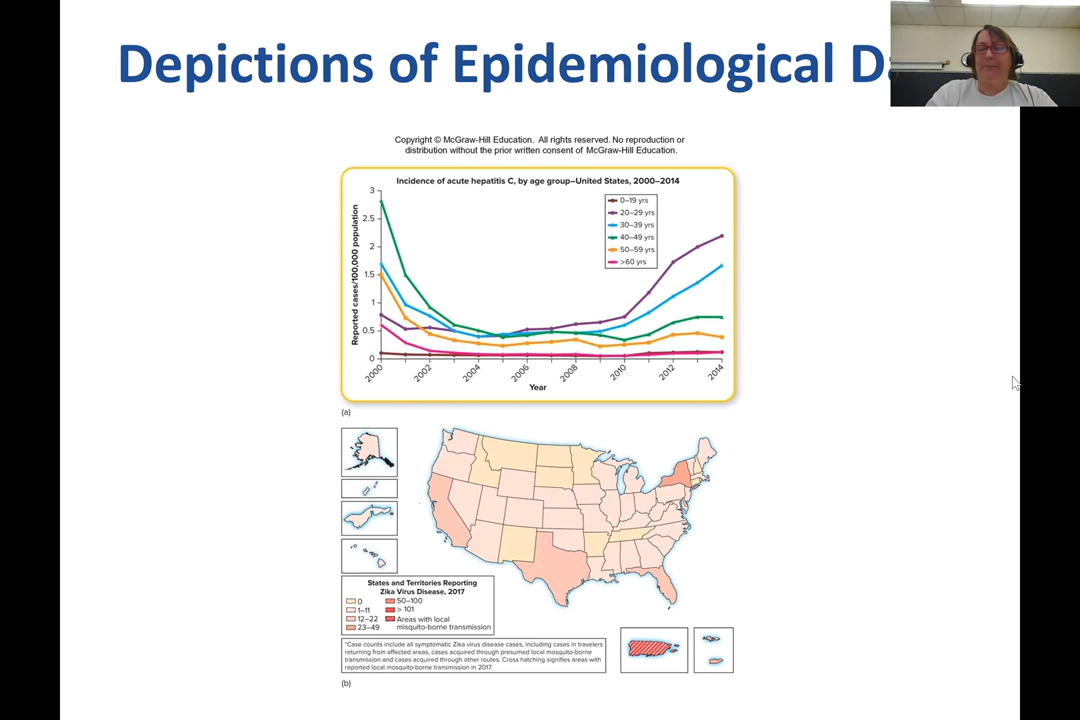 Depictions of Epidemiological Da
Copyright © McGraw-Hill Education. All rights reserved. No reproduction or
distribution without the prior written consent of McGraw-Hill Education.
Incidence of acute hepatitis C, by age group–United States, 2000–2014
Reported cases/100,000 population
3
2.5
2
1.5
1
0.5
0
0–19 yrs
20–29 yrs
30–39 yrs
40–49 yrs
50–59 yrs
>60 yrs
2000
2002
2004
2006
2008
2010
2012
2014
Year
(a)
States and Territories Reporting
Zika Virus Disease, 2017
0
1–11
12–22
23–49
50–100
> 101
Areas with local
misquito-borne transmission
*Case counts include all symptomatic Zika virus disease cases, including cases in travelers
returning from affected areas, cases acquired through presumed local mosquito-borne
transmission and cases acquired through other routes. Cross hatching signifies areas with
reported local mosquito-borne transmission in 2017.
(b)